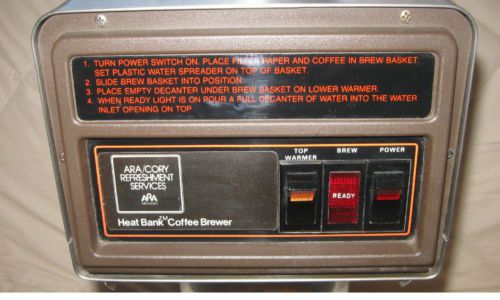 1. TURN POWER SWITCH ON. PLACE FILTER PAPER AND COFFEE IN BREW BASKET.
SET PLASTIC WATER SPREADER ON TOP OF BASKET.
2. SLIDE BREW BASKET INTO POSITION.
3. PLACE EMPTY DECANTER UNDER BREW BASKET ON LOWER WARMER.
4. WHEN READY LIGHT IS ON POUR A FULL DECANTER OF WATER INTO THE WATER
INLET OPENING ON TOP
ARA/CORY
REFRESHMENT
SERVICES
ARA
SERVICES
Heat Bank™ Coffee Brewer
TOP
WARMER
BREW
POWER
READY